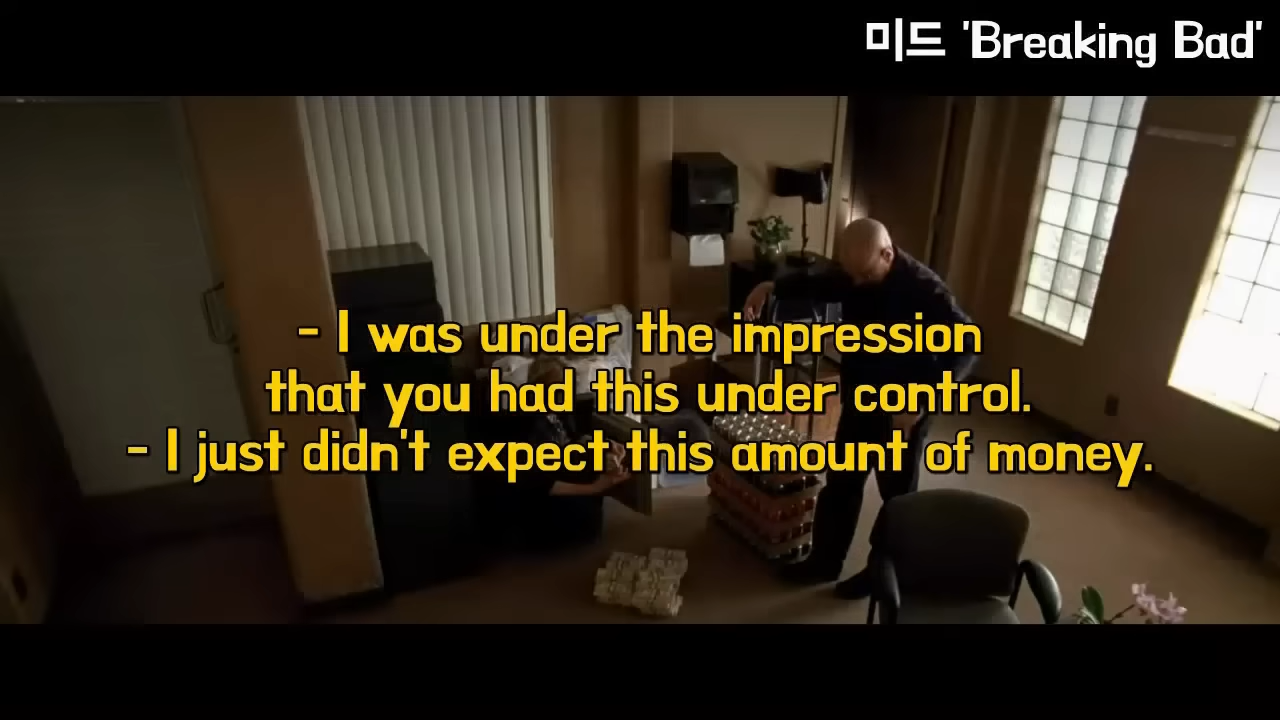 미드 'Breaking Bad'
- I was under the impression
that you had this under control.
- I just didn't expect this amount of money.